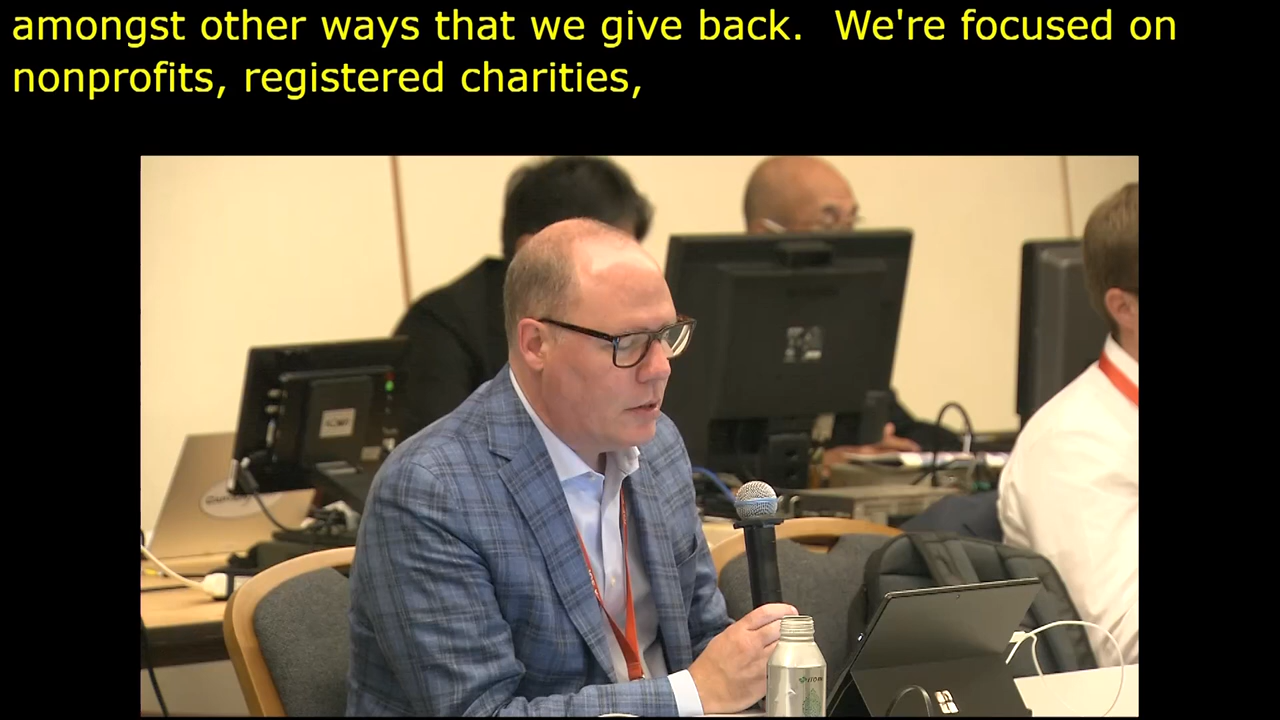 amongst other ways that we give back.  We're focused on
nonprofits, registered charities,